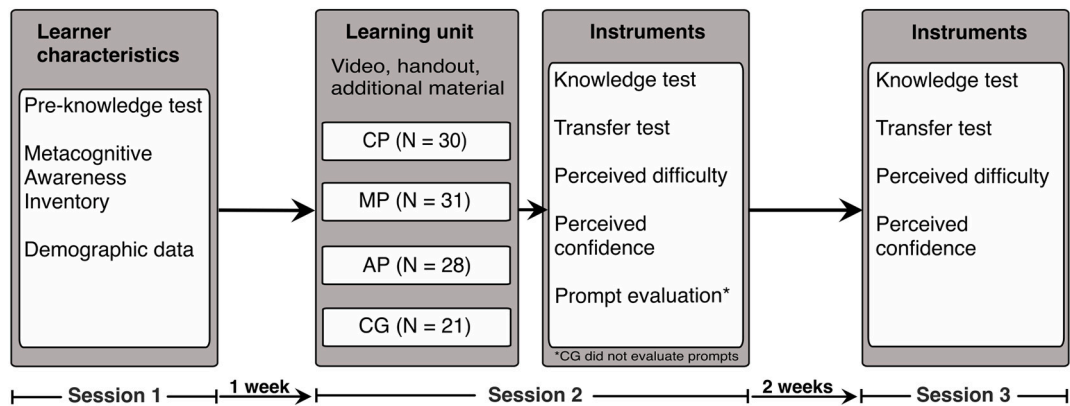 Learner
characteristics
Pre-knowledge test
Metacognitive
Awareness
Inventory
Demographic data
Learning unit
Video, handout,
additional material
CP (N = 30)
MP (N = 31)
AP (N = 28)
CG (N = 21)
Instruments
Knowledge test
Transfer test
Perceived difficulty
Perceived
confidence
Prompt evaluation*
*CG did not evaluate prompts
Instruments
Knowledge test
Transfer test
Perceived difficulty
Perceived
confidence
Session 1
1 week
Session 2
2 weeks
Session 3